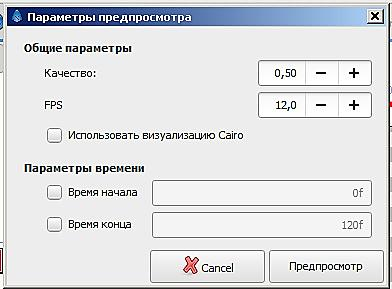 Параметры предпросмотра
Общие параметры
Качество: 0,50 − +
FPS 12,0 − +
Использовать визуализацию Cairo
Параметры времени
Время начала 0f
Время конца 120f
Cancel Предпросмотр